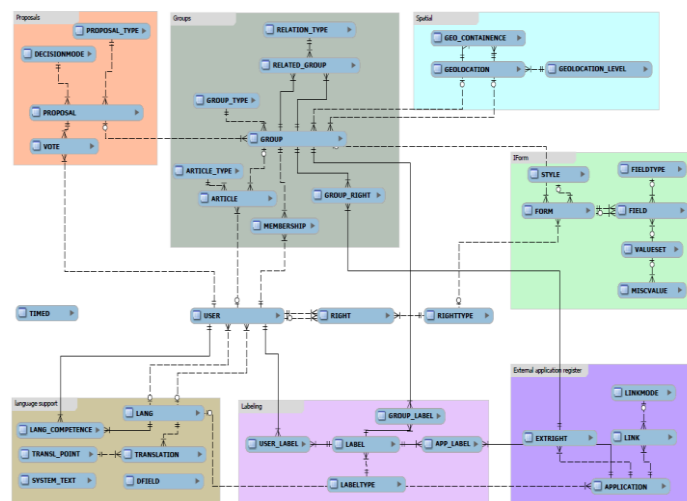 Proposals
PROPOSAL_TYPE
DECISIONMODE
PROPOSAL
VOTE
Groups
RELATION_TYPE
RELATED_GROUP
GROUP_TYPE
GROUP
ARTICLE_TYPE
ARTICLE
GROUP_RIGHT
MEMBERSHIP
Spatial
GEO_CONTAINENCE
GEOLOCATION
GEOLOCATION_LEVEL
IForm
STYLE
FIELDTYPE
FORM
FIELD
VALUESET
MISCVALUE
TIMED
USER
RIGHT
RIGHTTYPE
language support
LANG
LANG_COMPETENCE
TRANSL_POINT
TRANSLATION
SYSTEM_TEXT
DFIELD
Labeling
GROUP_LABEL
USER_LABEL
LABEL
APP_LABEL
LABELTYPE
External application register
LINKMODE
EXTRIGHT
LINK
APPLICATION